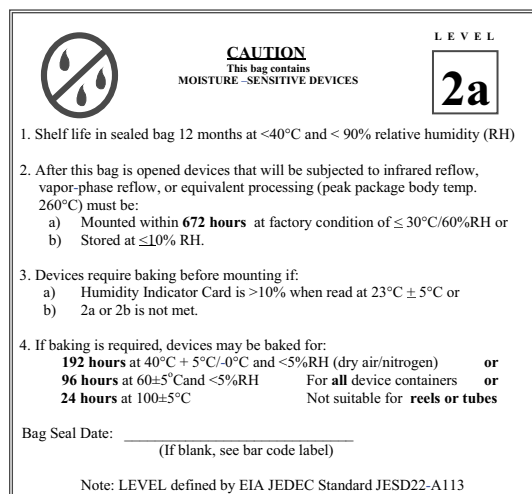 L E V E L
CAUTION
This bag contains
MOISTURE –SENSITIVE DEVICES
2a
1. Shelf life in sealed bag 12 months at <40°C and < 90% relative humidity (RH)
2. After this bag is opened devices that will be subjected to infrared reflow,
vapor-phase reflow, or equivalent processing (peak package body temp.
260°C) must be:
a) Mounted within 672 hours at factory condition of ≤ 30°C/60%RH or
b) Stored at ≤10% RH.
3. Devices require baking before mounting if:
a) Humidity Indicator Card is >10% when read at 23°C ± 5°C or
b) 2a or 2b is not met.
4. If baking is required, devices may be baked for:
192 hours at 40°C + 5°C/-0°C and <5%RH (dry air/nitrogen) or
96 hours at 60±5°Cand <5%RH For all device containers or
24 hours at 100±5°C Not suitable for reels or tubes
Bag Seal Date: ______________________________
(If blank, see bar code label)
Note: LEVEL defined by EIA JEDEC Standard JESD22-A113